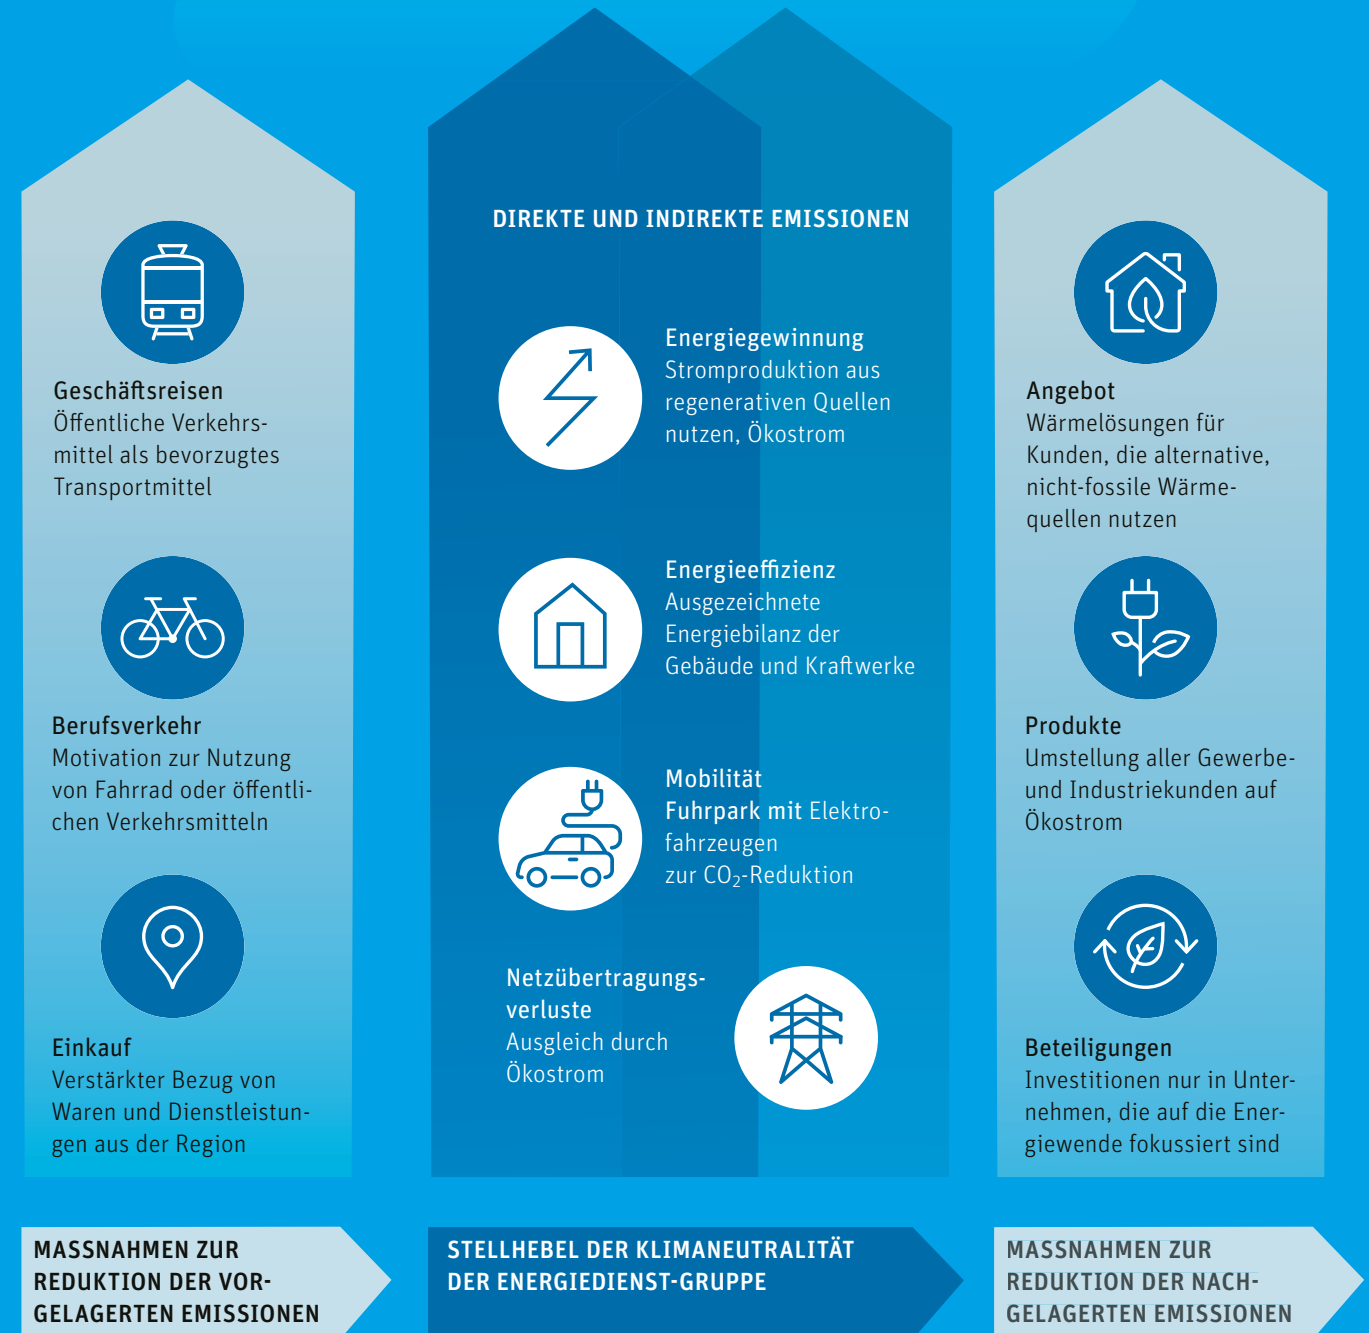 Geschäftsreisen
Öffentliche Verkehrs-
mittel als bevorzugtes
Transportmittel
Berufsverkehr
Motivation zur Nutzung
von Fahrrad oder öffentli-
chen Verkehrsmitteln
Einkauf
Verstärkter Bezug von
Waren und Dienstleistun-
gen aus der Region
MASSNAHMEN ZUR
REDUKTION DER VOR-
GELAGERTEN EMISSIONEN
DIREKTE UND INDIREKTE EMISSIONEN
Energiegewinnung
Stromproduktion aus
regenerativen Quellen
nutzen, Ökostrom
Energieeffizienz
Ausgezeichnete
Energiebilanz der
Gebäude und Kraftwerke
Mobilität
Fuhrpark mit Elektro-
fahrzeugen
zur CO₂-Reduktion
Netzübertragungs-
verluste
Ausgleich durch
Ökostrom
STELLHEBEL DER KLIMANEUTRALITÄT
DER ENERGIEDIENST-GRUPPE
Angebot
Wärmelösungen für
Kunden, die alternative,
nicht-fossile Wärme-
quellen nutzen
Produkte
Umstellung aller Gewerbe-
und Industriekunden auf
Ökostrom
Beteiligungen
Investitionen nur in Unter-
nehmen, die auf die Ener-
giewende fokussiert sind
MASSNAHMEN ZUR
REDUKTION DER NACH-
GELAGERTEN EMISSIONEN